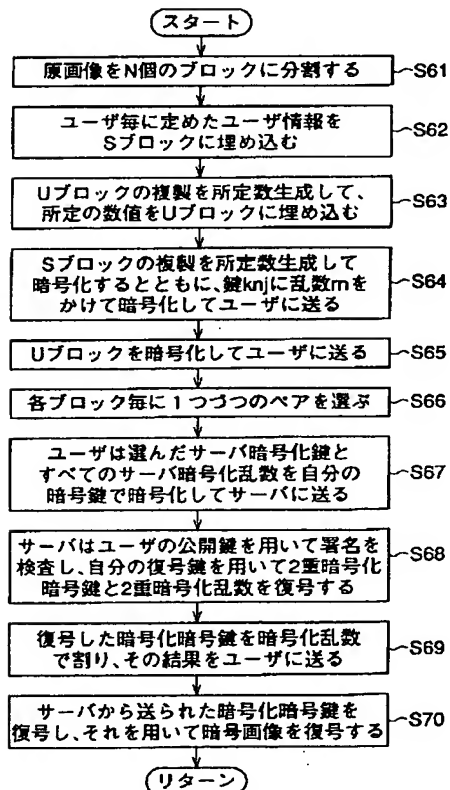 スタート
原画像をN個のブロックに分割する
S61
ユーザ毎に定めたユーザ情報を
Sブロックに埋め込む
S62
Uブロックの複製を所定数生成して、
所定の数値をUブロックに埋め込む
S63
Sブロックの複製を所定数生成して
暗号化するとともに、鍵knjに乱数rnを
かけて暗号化してユーザに送る
S64
Uブロックを暗号化してユーザに送る
S65
各ブロック毎に1つづつのペアを選ぶ
S66
ユーザは選んだサーバ暗号化鍵と
すべてのサーバ暗号化乱数を自分の
暗号鍵で暗号化してサーバに送る
S67
サーバはユーザの公開鍵を用いて署名を
検査し、自分の復号鍵を用いて2重暗号化
暗号鍵と2重暗号化乱数を復号する
S68
復号した暗号化暗号鍵を暗号化乱数
で割り、その結果をユーザに送る
S69
サーバから送られた暗号化暗号鍵を
復号し、それを用いて暗号画像を復号する
S70
リターン